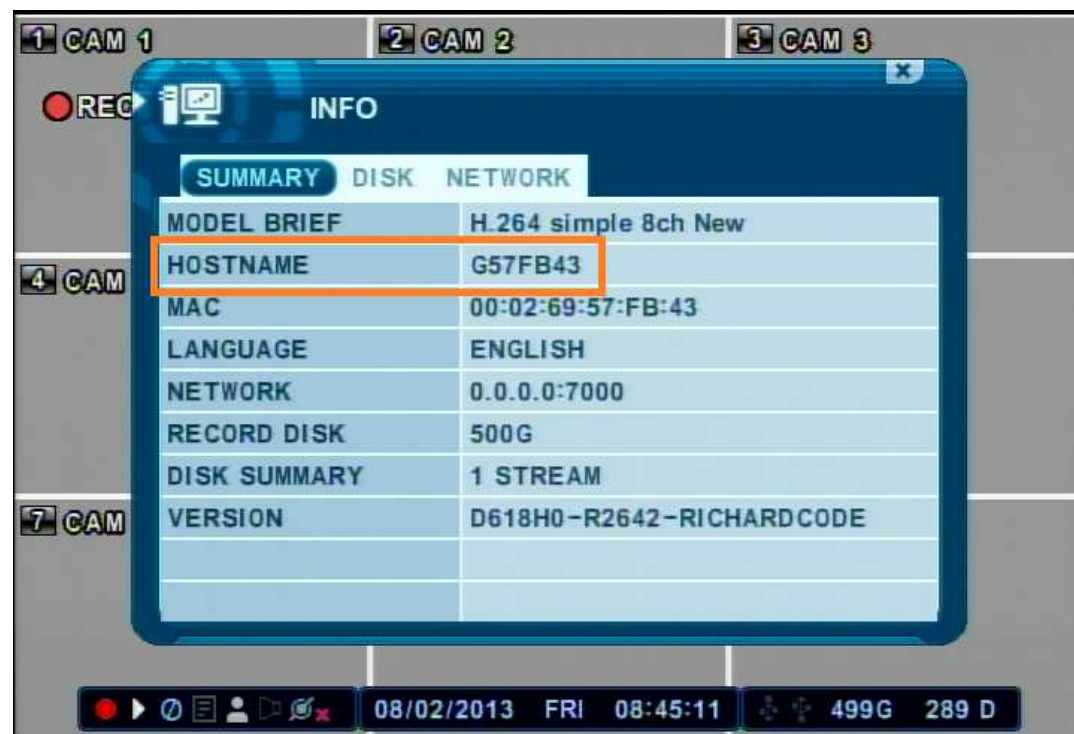 1 CAM 1
2 CAM 2
3 CAM 3
REC
INFO
SUMMARY DISK NETWORK
MODEL BRIEF H.264 simple 8ch New
HOSTNAME G57FB43
4 CAM
MAC 00:02:69:57:FB:43
LANGUAGE ENGLISH
NETWORK 0.0.0.0:7000
RECORD DISK 500G
DISK SUMMARY 1 STREAM
7 CAM
VERSION D618H0-R2642-RICHARDCODE
08/02/2013 FRI 08:45:11 499G 289 D